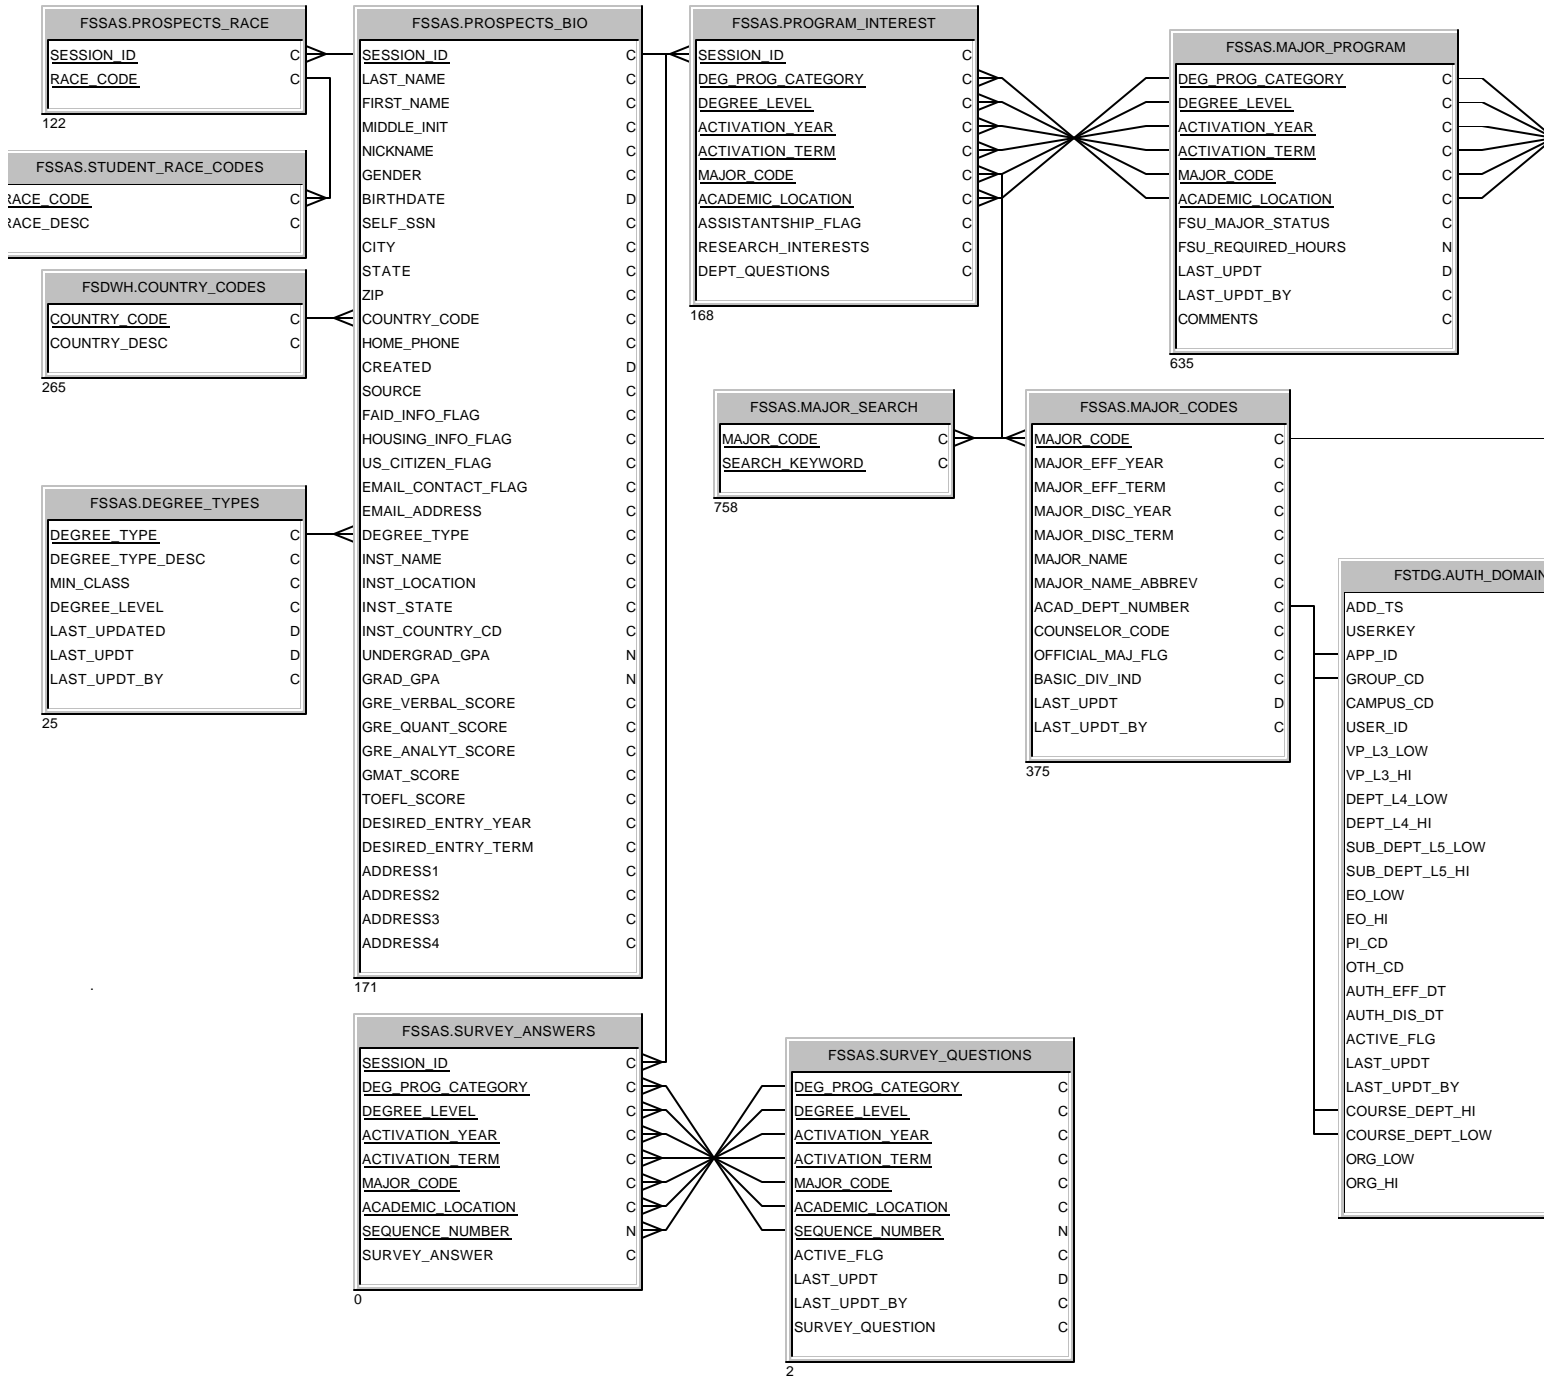 FSSAS.PROSPECTS_RACE
SESSION_ID C
RACE_CODE C
122
FSSAS.STUDENT_RACE_CODES
RACE_CODE C
RACE_DESC C
FSDWH.COUNTRY_CODES
COUNTRY_CODE C
COUNTRY_DESC C
265
FSSAS.DEGREE_TYPES
DEGREE_TYPE C
DEGREE_TYPE_DESC C
MIN_CLASS C
DEGREE_LEVEL C
LAST_UPDATED D
LAST_UPDT D
LAST_UPDT_BY C
25
FSSAS.PROSPECTS_BIO
SESSION_ID C
LAST_NAME C
FIRST_NAME C
MIDDLE_INIT C
NICKNAME C
GENDER C
BIRTHDATE D
SELF_SSN C
CITY C
STATE C
ZIP C
COUNTRY_CODE C
HOME_PHONE C
CREATED D
SOURCE C
FAID_INFO_FLAG C
HOUSING_INFO_FLAG C
US_CITIZEN_FLAG C
EMAIL_CONTACT_FLAG C
EMAIL_ADDRESS C
DEGREE_TYPE C
INST_NAME C
INST_LOCATION C
INST_STATE C
INST_COUNTRY_CD C
UNDERGRAD_GPA N
GRAD_GPA N
GRE_VERBAL_SCORE C
GRE_QUANT_SCORE C
GRE_ANALYT_SCORE C
GMAT_SCORE C
TOEFL_SCORE C
DESIRED_ENTRY_YEAR C
DESIRED_ENTRY_TERM C
ADDRESS1 C
ADDRESS2 C
ADDRESS3 C
ADDRESS4 C
171
FSSAS.SURVEY_ANSWERS
SESSION_ID C
DEG_PROG_CATEGORY C
DEGREE_LEVEL C
ACTIVATION_YEAR C
ACTIVATION_TERM C
MAJOR_CODE C
ACADEMIC_LOCATION C
SEQUENCE_NUMBER N
SURVEY_ANSWER C
0
FSSAS.PROGRAM_INTEREST
SESSION_ID C
DEG_PROG_CATEGORY C
DEGREE_LEVEL C
ACTIVATION_YEAR C
ACTIVATION_TERM C
MAJOR_CODE C
ACADEMIC_LOCATION C
ASSISTANTSHIP_FLAG C
RESEARCH_INTERESTS C
DEPT_QUESTIONS C
168
FSSAS.MAJOR_SEARCH
MAJOR_CODE C
SEARCH_KEYWORD C
758
FSSAS.SURVEY_QUESTIONS
DEG_PROG_CATEGORY C
DEGREE_LEVEL C
ACTIVATION_YEAR C
ACTIVATION_TERM C
MAJOR_CODE C
ACADEMIC_LOCATION C
SEQUENCE_NUMBER N
ACTIVE_FLG C
LAST_UPDT D
LAST_UPDT_BY C
SURVEY_QUESTION C
2
FSSAS.MAJOR_PROGRAM
DEG_PROG_CATEGORY C
DEGREE_LEVEL C
ACTIVATION_YEAR C
ACTIVATION_TERM C
MAJOR_CODE C
ACADEMIC_LOCATION C
FSU_MAJOR_STATUS C
FSU_REQUIRED_HOURS N
LAST_UPDT D
LAST_UPDT_BY C
COMMENTS C
635
FSSAS.MAJOR_CODES
MAJOR_CODE C
MAJOR_EFF_YEAR C
MAJOR_EFF_TERM C
MAJOR_DISC_YEAR C
MAJOR_DISC_TERM C
MAJOR_NAME C
MAJOR_NAME_ABBREV C
ACAD_DEPT_NUMBER C
COUNSELOR_CODE C
OFFICIAL_MAJ_FLG C
BASIC_DIV_IND C
LAST_UPDT D
LAST_UPDT_BY C
375
FSTDG.AUTH_DOMAIN
ADD_TS
USERKEY
APP_ID
GROUP_CD
CAMPUS_CD
USER_ID
VP_L3_LOW
VP_L3_HI
DEPT_L4_LOW
DEPT_L4_HI
SUB_DEPT_L5_LOW
SUB_DEPT_L5_HI
EO_LOW
EO_HI
PI_CD
OTH_CD
AUTH_EFF_DT
AUTH_DIS_DT
ACTIVE_FLG
LAST_UPDT
LAST_UPDT_BY
COURSE_DEPT_HI
COURSE_DEPT_LOW
ORG_LOW
ORG_HI